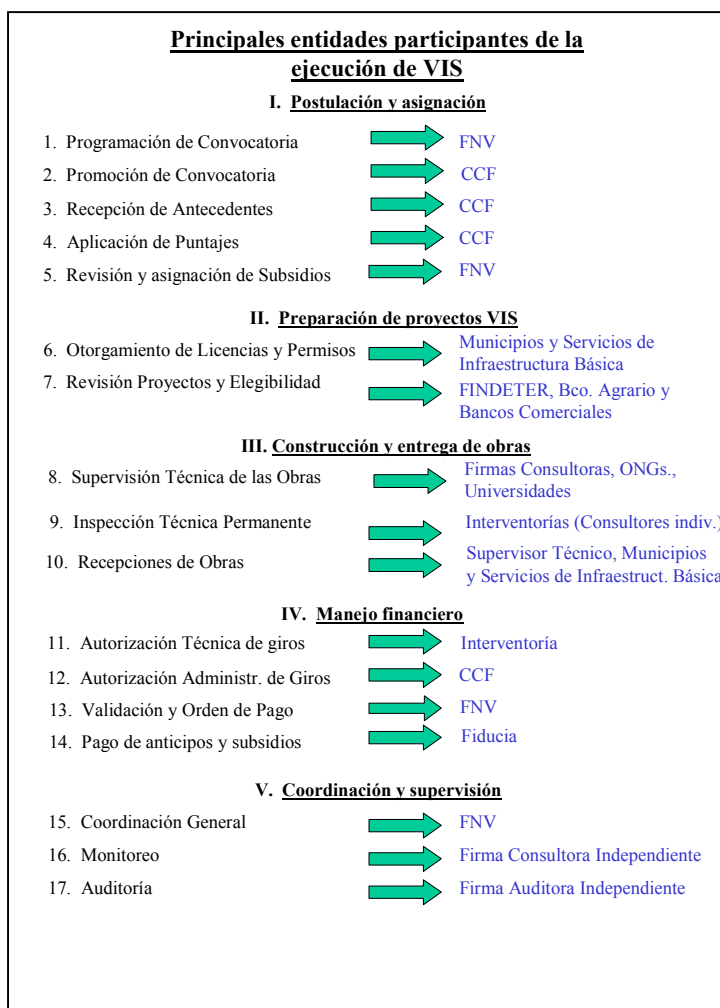 Principales entidades participantes de la
ejecución de VIS
I. Postulación y asignación
1. Programación de Convocatoria FNV
2. Promoción de Convocatoria CCF
3. Recepción de Antecedentes CCF
4. Aplicación de Puntajes CCF
5. Revisión y asignación de Subsidios FNV
II. Preparación de proyectos VIS
6. Otorgamiento de Licencias y Permisos Municipios y Servicios de
Infraestructura Básica
7. Revisión Proyectos y Elegibilidad FINDETER, Bco. Agrario y
Bancos Comerciales
III. Construcción y entrega de obras
8. Supervisión Técnica de las Obras Firmas Consultoras, ONGs.,
Universidades
9. Inspección Técnica Permanente Interventorías (Consultores indiv.)
10. Recepciones de Obras Supervisor Técnico, Municipios
y Servicios de Infraestruct. Básica
IV. Manejo financiero
11. Autorización Técnica de giros Interventoría
12. Autorización Administr. de Giros CCF
13. Validación y Orden de Pago FNV
14. Pago de anticipos y subsidios Fiducia
V. Coordinación y supervisión
15. Coordinación General FNV
16. Monitoreo Firma Consultora Independiente
17. Auditoría Firma Auditora Independiente